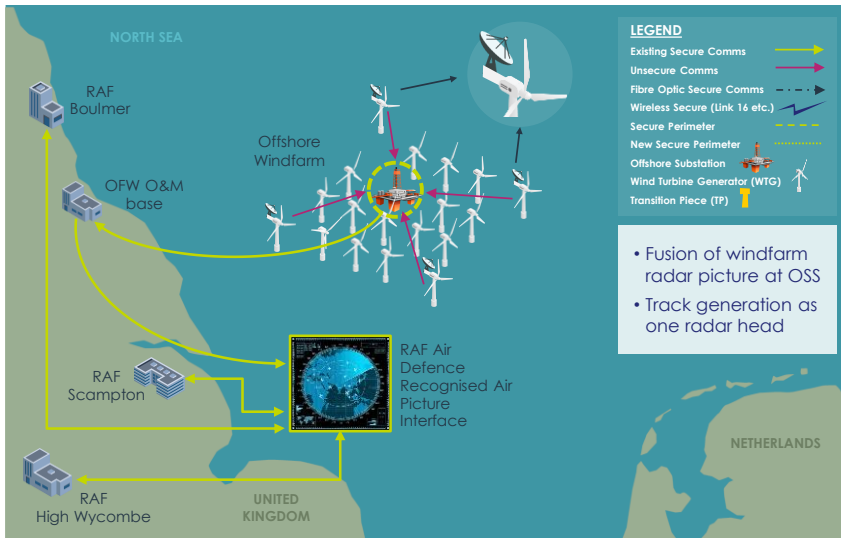 NORTH SEA
RAF
Boulmer
OFW O&M
base
Offshore
Windfarm
RAF
Scampton
RAF Air
Defence
Recognised Air
Picture
Interface
RAF
High Wycombe
UNITED
KINGDOM
NETHERLANDS
LEGEND
Existing Secure Comms
Unsecure Comms
Fibre Optic Secure Comms
Wireless Secure (Link 16 etc.)
Secure Perimeter
New Secure Perimeter
Offshore Substation
Wind Turbine Generator (WTG)
Transition Piece (TP)
• Fusion of windfarm
radar picture at OSS
• Track generation as
one radar head